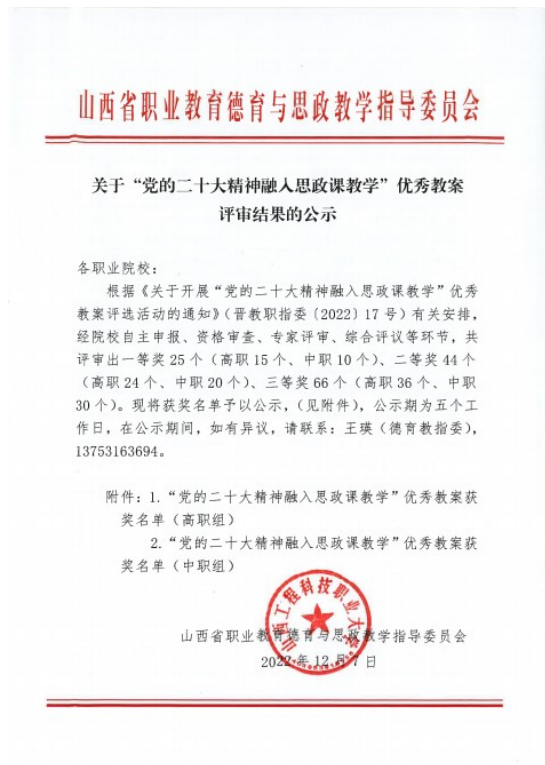 山西省职业教育德育与思政教学指导委员会
关于“党的二十大精神融入思政课教学”优秀教案
评审结果的公示
各职业院校：
根据《关于开展“党的二十大精神融入思政课教学”优秀
教案评选活动的通知》（晋教职指委〔2022〕17号）有关安排，
经院校自主申报、资格审查、专家评审、综合评议等环节，共
评审出一等奖25个（高职15个、中职10个）、二等奖44个
（高职24个、中职20个）、三等奖66个（高职36个、中职
30个）。现将获奖名单予以公示，（见附件），公示期为五个工
作日，在公示期间，如有异议，请联系：王瑛（德育教指委），
13753163694。
附件：1.“党的二十大精神融入思政课教学”优秀教案获
奖名单（高职组）
2.“党的二十大精神融入思政课教学”优秀教案获
奖名单（中职组）
山西工程科技职业大学
山西省职业教育德育与思政教学指导委员会
2022年12月7日